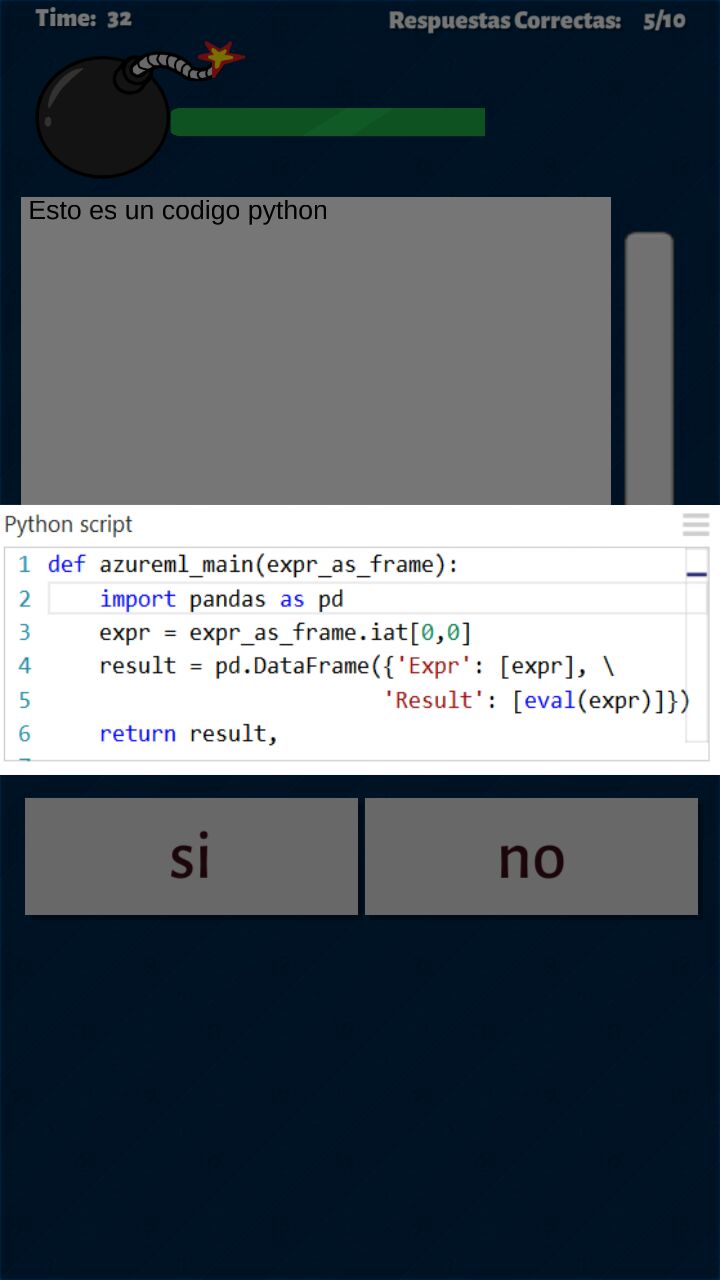 Time: 32
Respuestas Correctas: 5/10
Esto es un codigo python
Python script
1 def azureml_main(expr_as_frame):
2     import pandas as pd
3     expr = expr_as_frame.iat[0,0]
4     result = pd.DataFrame({'Expr': [expr], \
5                           'Result': [eval(expr)]})
6     return result,
si
no